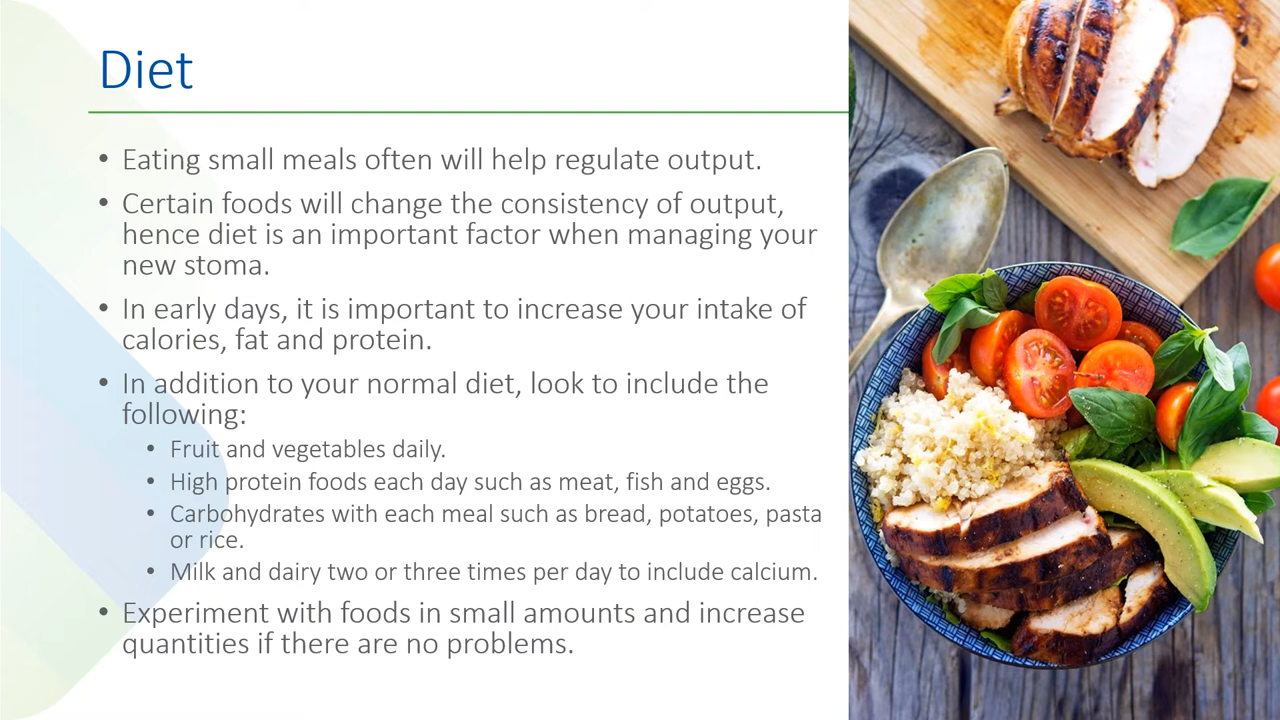 Diet
• Eating small meals often will help regulate output.
• Certain foods will change the consistency of output,
hence diet is an important factor when managing your
new stoma.
• In early days, it is important to increase your intake of
calories, fat and protein.
• In addition to your normal diet, look to include the
following:
• Fruit and vegetables daily.
• High protein foods each day such as meat, fish and eggs.
• Carbohydrates with each meal such as bread, potatoes, pasta
or rice.
• Milk and dairy two or three times per day to include calcium.
• Experiment with foods in small amounts and increase
quantities if there are no problems.